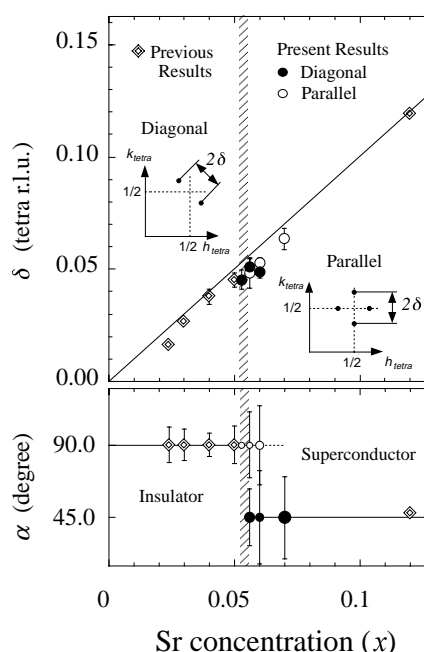 0.15
Previous
Results
Present Results
Diagonal
Parallel
0.10
Diagonal
k_tetra
2δ
1/2
1/2
h_tetra
δ (tetra r.l.u.)
0.05
Parallel
k_tetra
1/2
2δ
1/2
h_tetra
0.00
90.0
Superconductor
α (degree)
Insulator
45.0
0
0.05
0.1
Sr concentration (x)